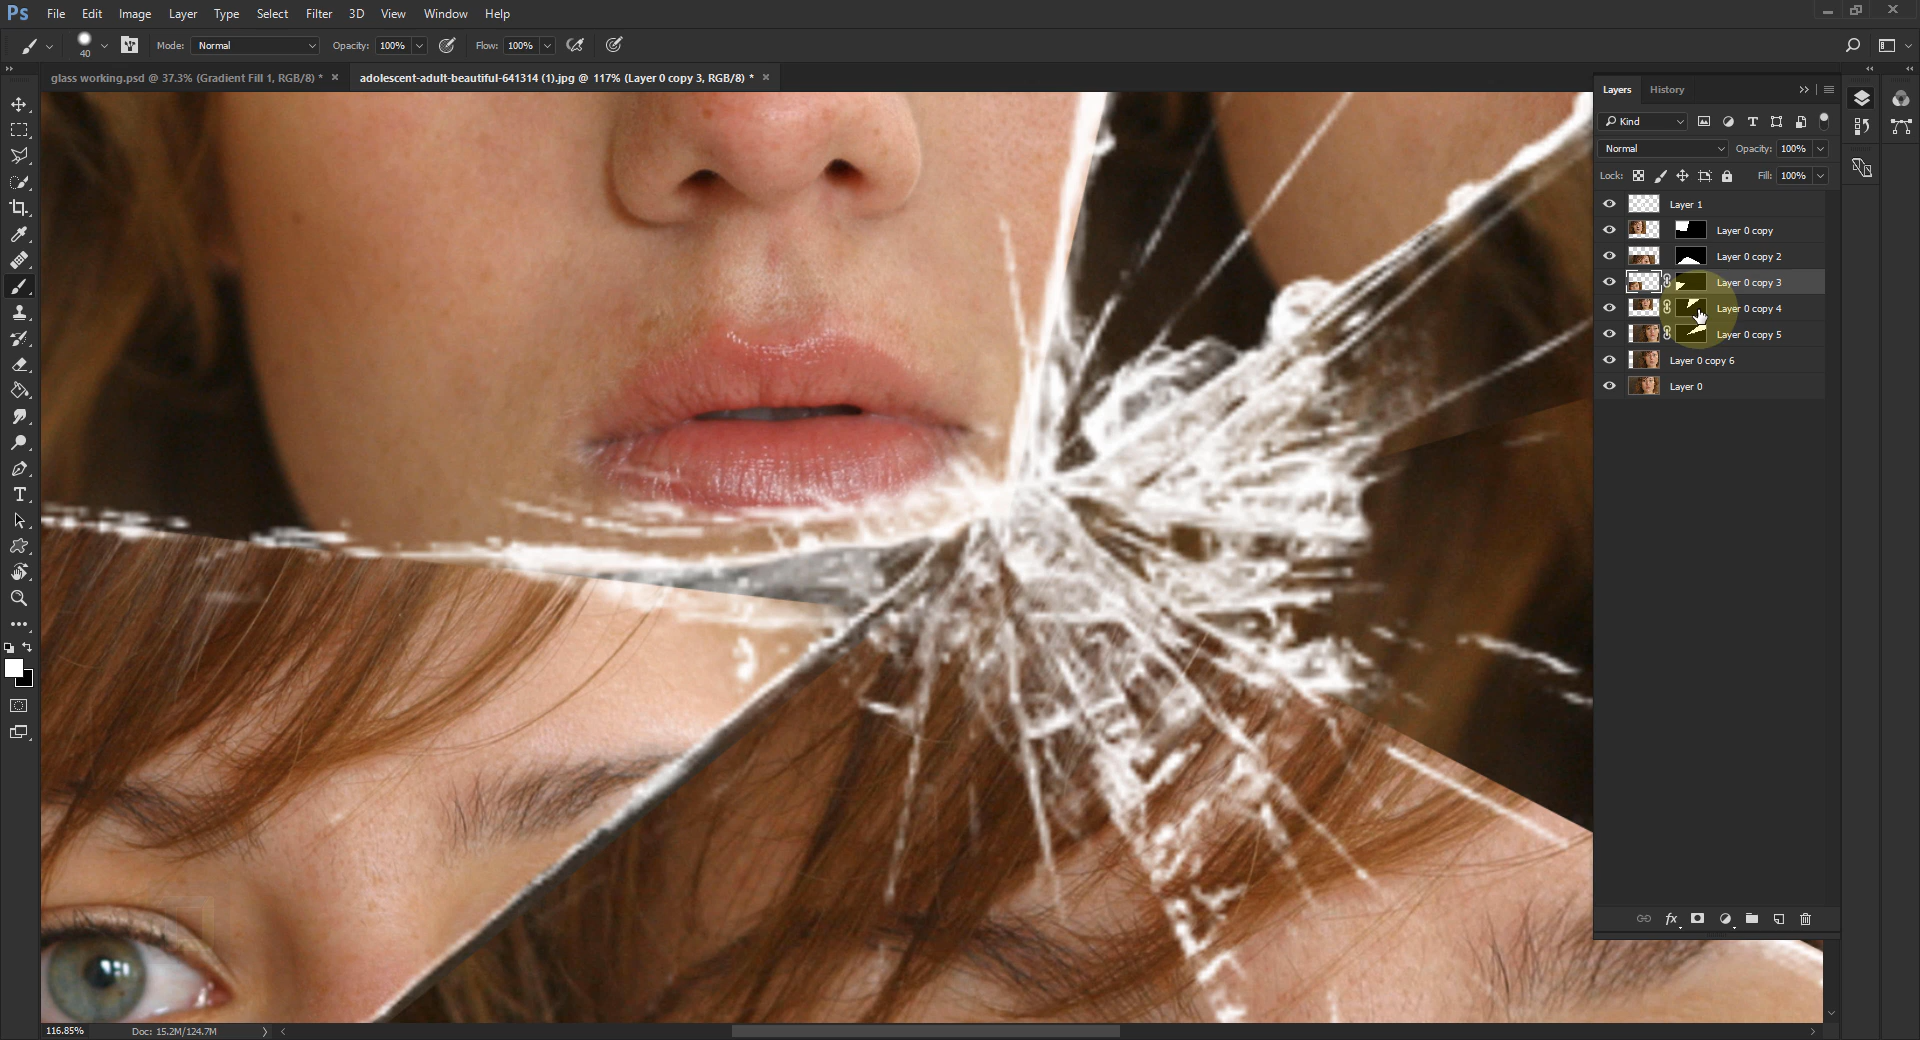 Ps File Edit Image Layer Type Select Filter 3D View Window Help
40 Mode: Normal Opacity: 100% Flow: 100%
glass working.psd @ 37.3% (Gradient Fill 1, RGB/8) * × adolescent-adult-beautiful-641314 (1).jpg @ 117% (Layer 0 copy 3, RGB/8) * ×
Layers History
Kind
Normal Opacity: 100%
Lock: Fill: 100%
Layer 1
Layer 0 copy
Layer 0 copy 2
Layer 0 copy 3
Layer 0 copy 4
Layer 0 copy 5
Layer 0 copy 6
Layer 0
fx
116.85% Doc: 15.2M/124.7M